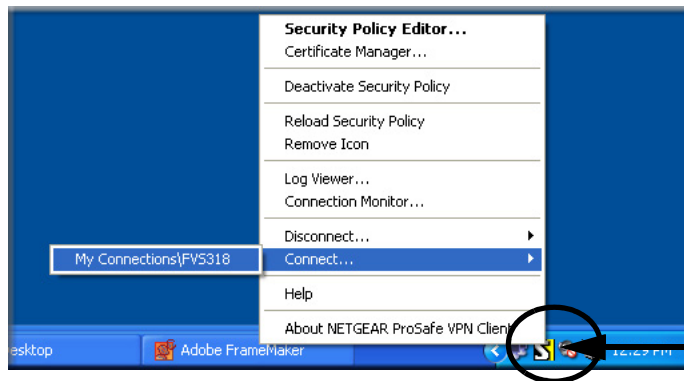 Security Policy Editor...
Certificate Manager...
Deactivate Security Policy
Reload Security Policy
Remove Icon
Log Viewer...
Connection Monitor...
Disconnect...
My Connections\FVS318 Connect...
Help
About NETGEAR ProSafe VPN Client
esktop Adobe FrameMaker S 12:29 PM